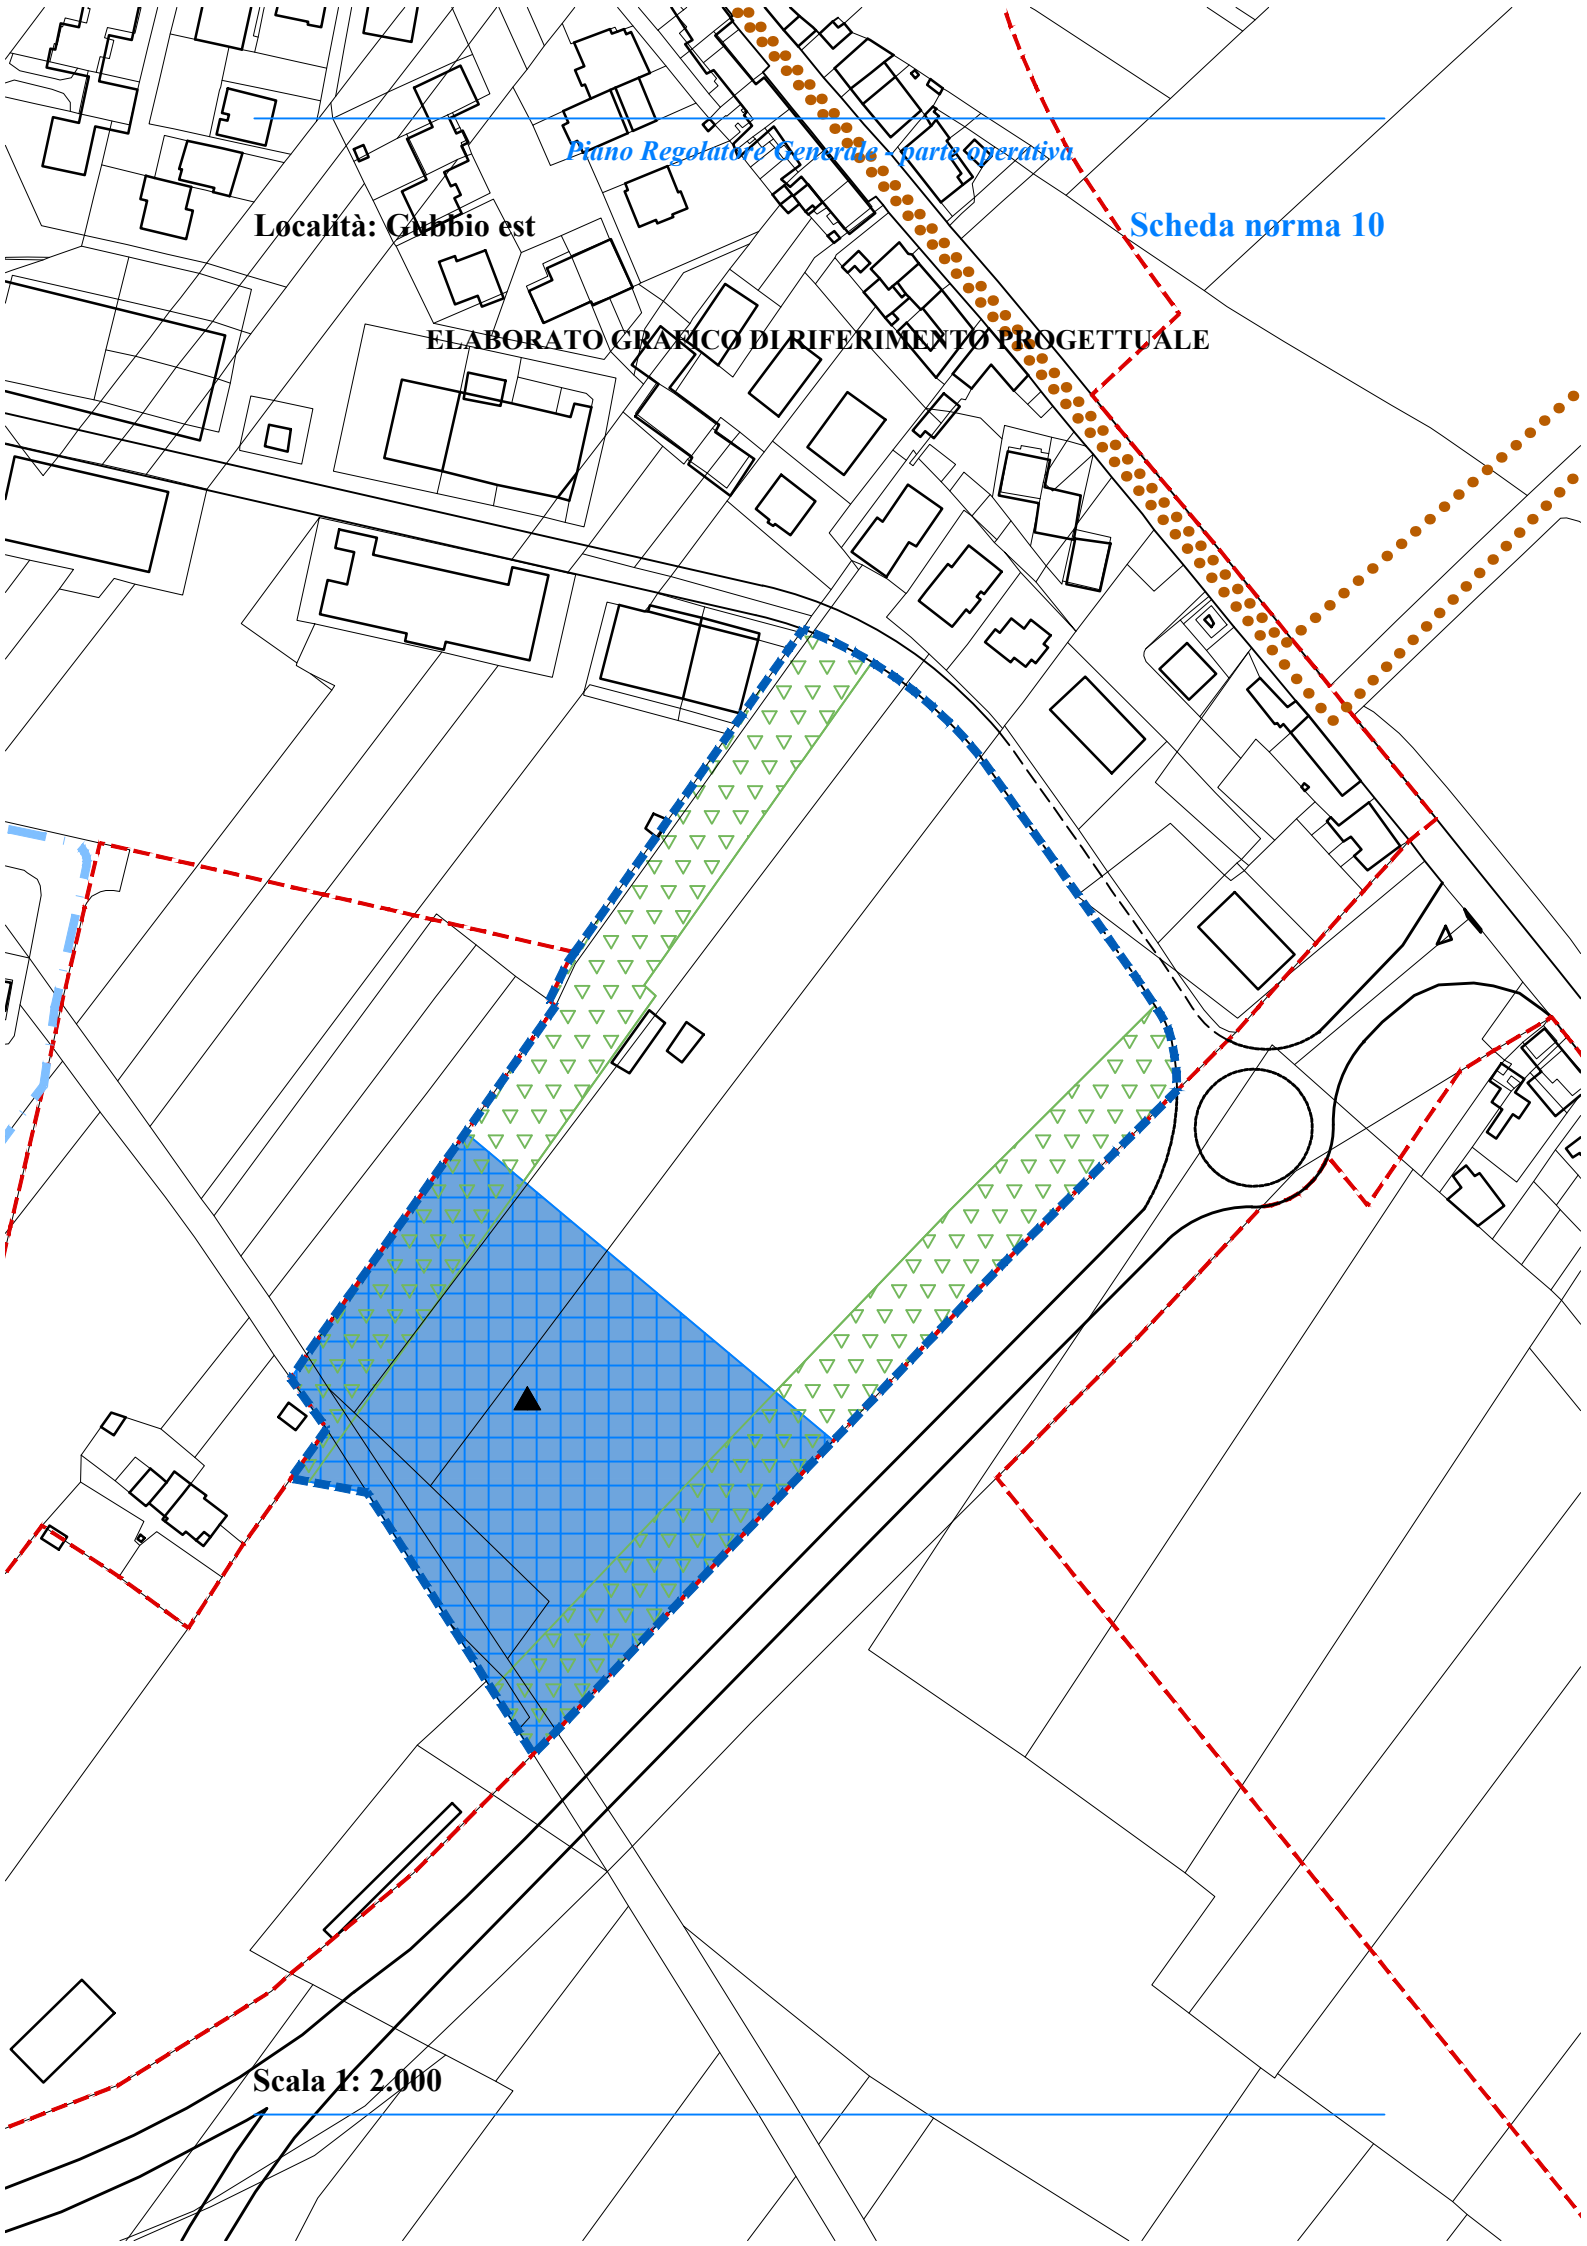 Piano Regolatore Generale - parte operativa
Località: Gubbio est
Scheda norma 10
ELABORATO GRAFICO DI RIFERIMENTO PROGETTUALE
Scala 1: 2.000